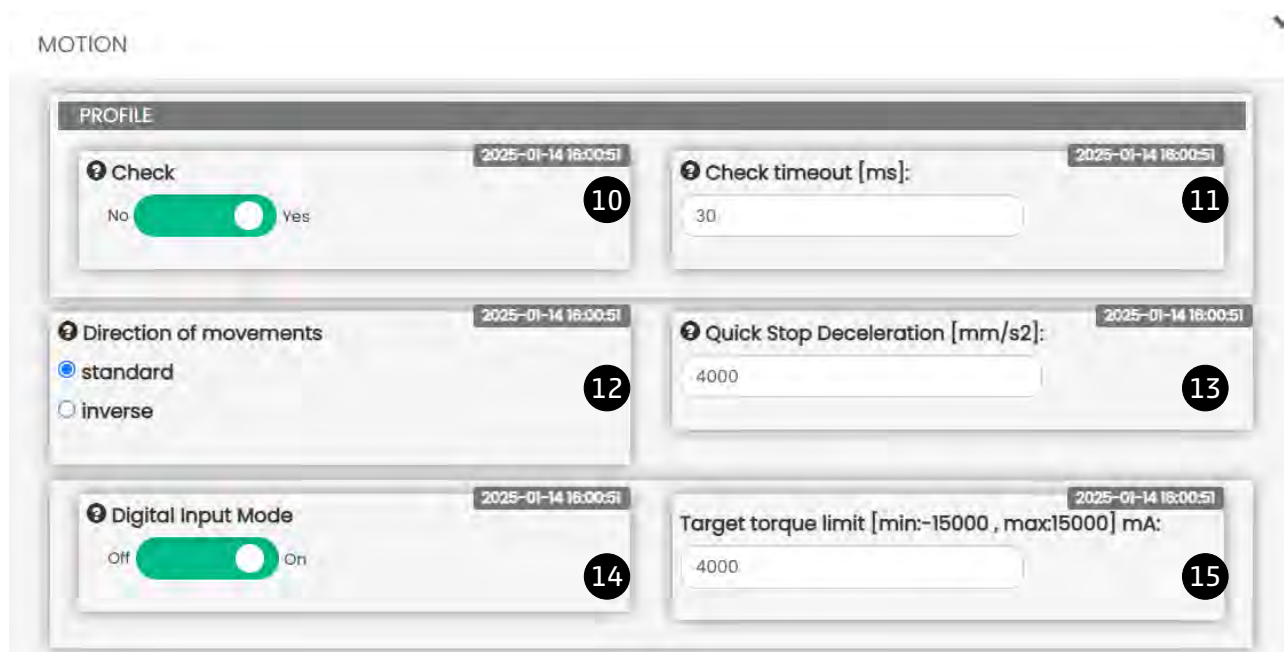 MOTION
PROFILE
2025-01-14 16:00:51
Check
No Yes
10
2025-01-14 16:00:51
Check timeout [ms]:
30
11
2025-01-14 16:00:51
Direction of movements
standard
inverse
12
2025-01-14 16:00:51
Quick Stop Deceleration [mm/s2]:
4000
13
2025-01-14 16:00:51
Digital Input Mode
Off On
14
2025-01-14 16:00:51
Target torque limit [min:-15000 , max:15000] mA:
4000
15